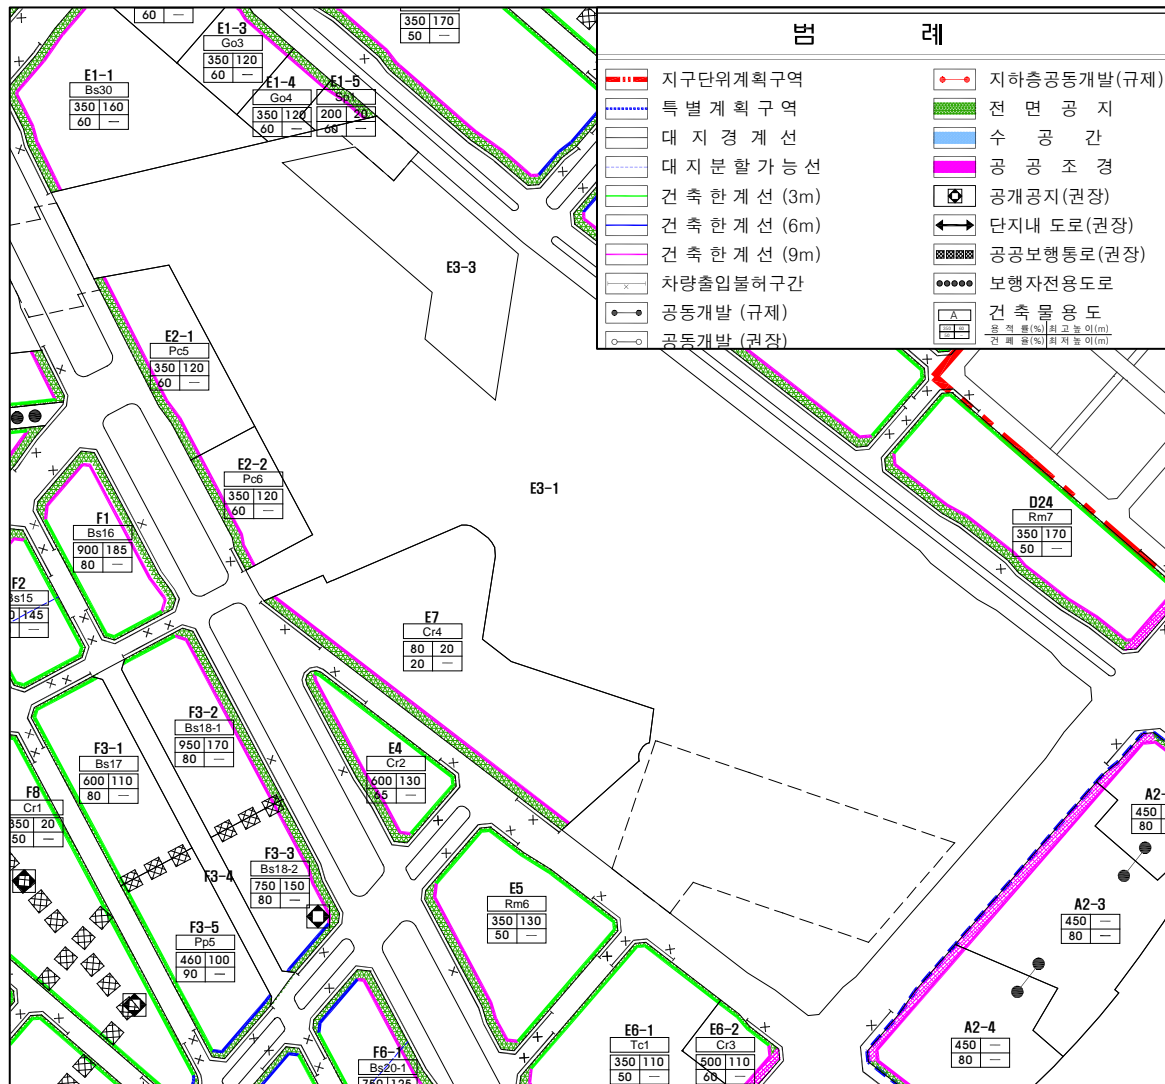 범 례
지구단위계획구역
특별계획구역
대지경계선
대지분할가능선
건축한계선 (3m)
건축한계선 (6m)
건축한계선 (9m)
차량출입불허구간
공동개발 (규제)
공동개발 (권장)
지하층공동개발(규제)
전면공지
수공간
공공조경
공개공지(권장)
단지내 도로(권장)
공공보행통로(권장)
보행자전용도로
A
건축물용도
용적률(%) 최고높이(m)
건폐율(%) 최저높이(m)
60 —
350 170
50 —
E1-3
Go3
350 120
60 —
E1-1
Bs30
350 160
60 —
E1-4
Go4
350 120
60 —
E1-5
Sp1
200 20
60 —
E3-3
E2-1
Pc5
350 120
60 —
E2-2
Pc6
350 120
60 —
E3-1
D24
Rm7
350 170
50 —
F1
Bs16
900 185
80 —
F2
145
—
E7
Cr4
80 20
20 —
F3-2
Bs18-1
950 170
80 —
F3-1
Bs17
600 110
80 —
E4
Cr2
600 130
65 —
F8
Cr1
350 20
50 —
A2-
450
80 —
F3-3
Bs18-2
750 150
80 —
F3-4
E5
Rm6
350 130
50 —
A2-3
450 —
80 —
F3-5
Pp5
460 100
90 —
E6-1
Tc1
350 110
50 —
E6-2
Cr3
500 110
60 —
A2-4
450 —
80 —
Bs20-1
750 125